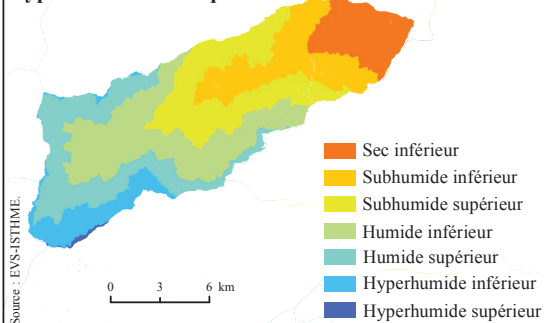 Sec inférieur
Subhumide inférieur
Subhumide supérieur
Humide inférieur
Humide supérieur
Hyperhumide inférieur
Hyperhumide supérieur
0 3 6 km
Source : EVS-ISTHME.